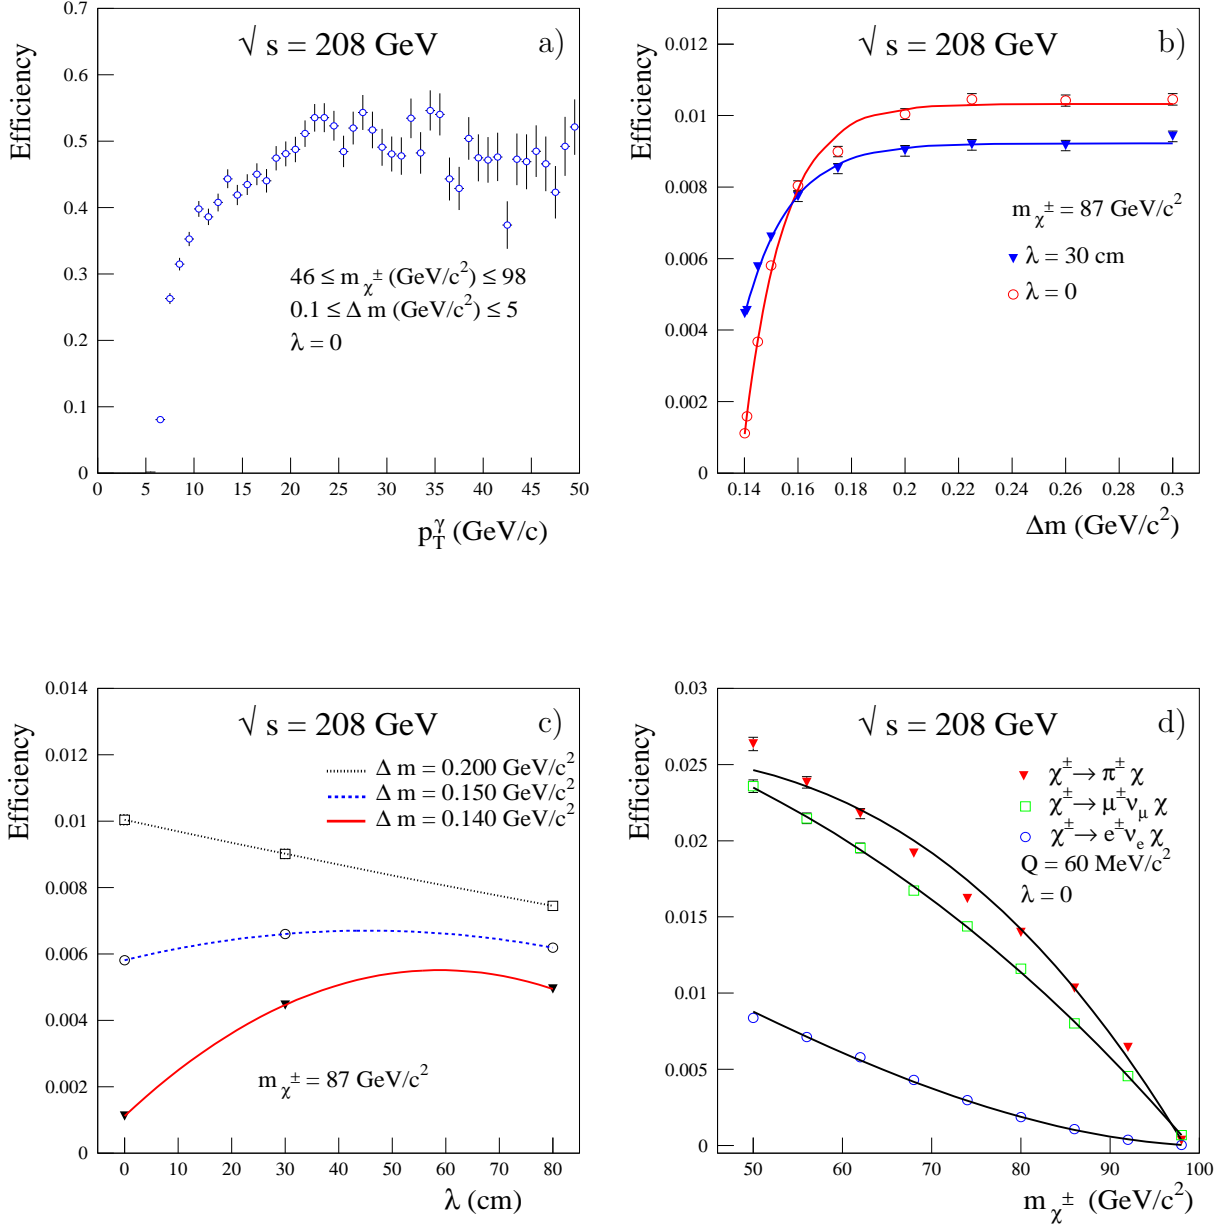 √ s = 208 GeV
a)
Efficiency
0.7
0.6
0.5
0.4
0.3
0.2
0.1
0
46 ≤ m_χ^± (GeV/c²) ≤ 98
0.1 ≤ Δ m (GeV/c²) ≤ 5
λ = 0
0 5 10 15 20 25 30 35 40 45 50
p_T^γ (GeV/c)
√ s = 208 GeV
b)
Efficiency
0.012
0.01
0.008
0.006
0.004
0.002
0
m_χ^± = 87 GeV/c²
λ = 30 cm
λ = 0
0.14 0.16 0.18 0.2 0.22 0.24 0.26 0.28 0.3
Δm (GeV/c²)
√ s = 208 GeV
c)
Efficiency
0.014
0.012
0.01
0.008
0.006
0.004
0.002
0
Δ m = 0.200 GeV/c²
Δ m = 0.150 GeV/c²
Δ m = 0.140 GeV/c²
m_χ^± = 87 GeV/c²
0 10 20 30 40 50 60 70 80
λ (cm)
√ s = 208 GeV
d)
Efficiency
0.03
0.025
0.02
0.015
0.01
0.005
0
χ^± → π^± χ
χ^± → μ^± ν_μ χ
χ^± → e^± ν_e χ
Q = 60 MeV/c²
λ = 0
50 60 70 80 90 100
m_χ^± (GeV/c²)